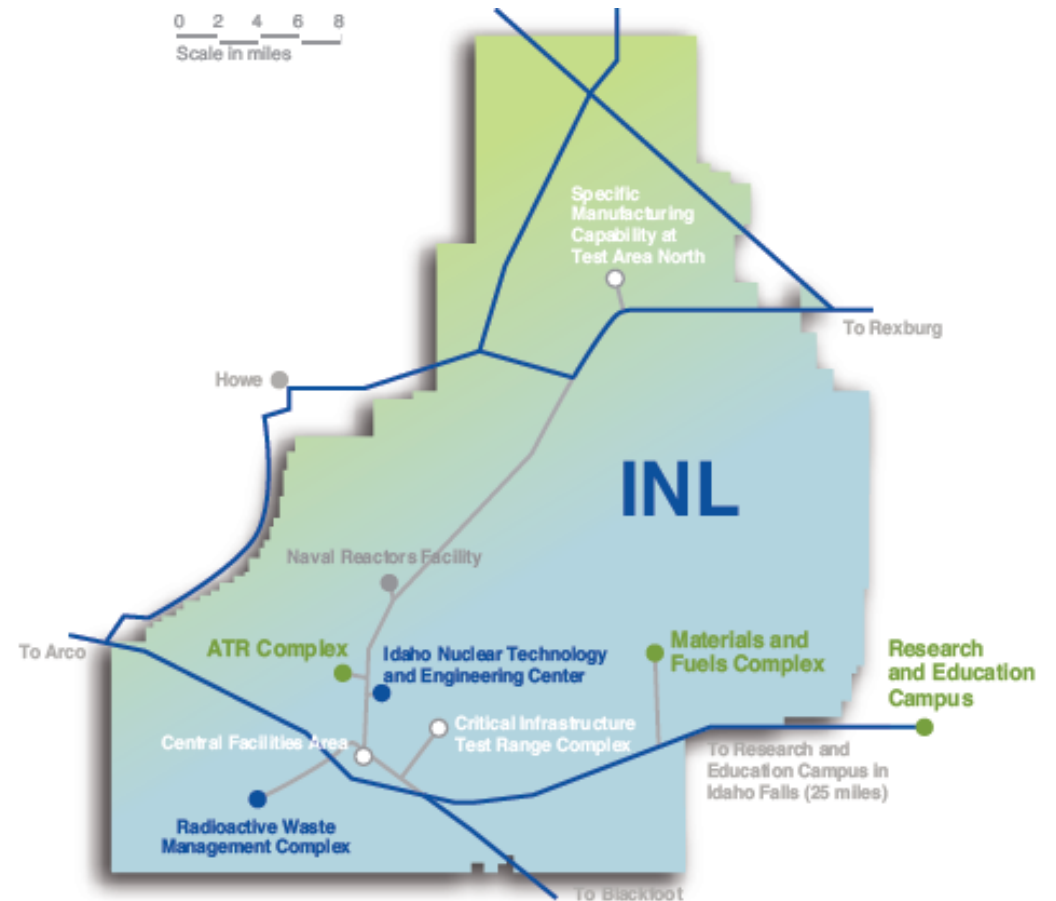 0 2 4 6 8
Scale in miles
Specific
Manufacturing
Capability at
Test Area North
To Rexburg
Howe
INL
Naval Reactors Facility
To Arco
ATR Complex
Idaho Nuclear Technology
and Engineering Center
Materials and
Fuels Complex
Research
and Education
Campus
Central Facilities Area
Critical Infrastructure
Test Range Complex
To Research and
Education Campus in
Idaho Falls (25 miles)
Radioactive Waste
Management Complex
To Blackfoot